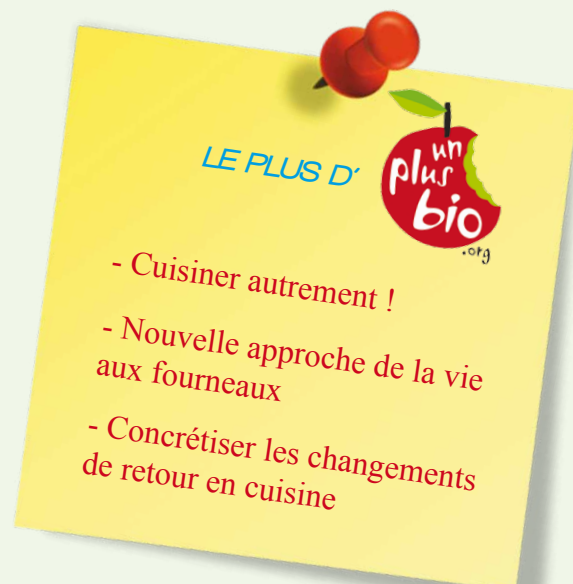 LE PLUS D'
un
plus
bio
.org
- Cuisiner autrement !
- Nouvelle approche de la vie
aux fourneaux
- Concrétiser les changements
de retour en cuisine